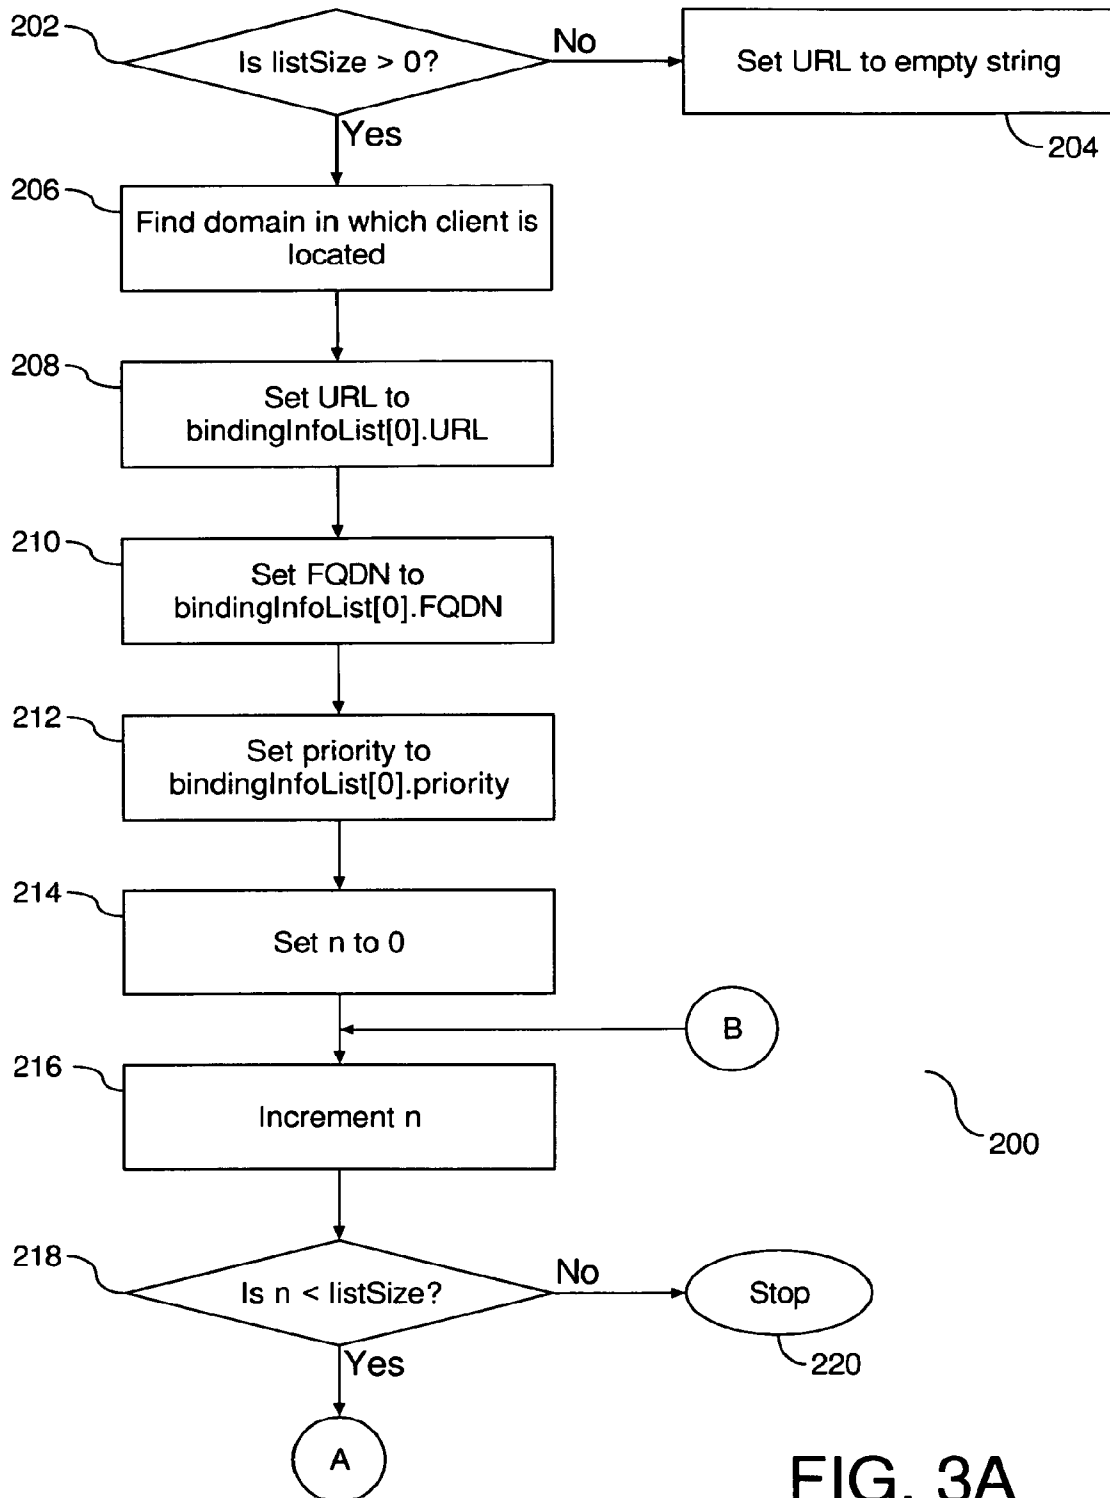 202
Is listSize > 0?
No
Set URL to empty string
204
Yes
206
Find domain in which client is
located
208
Set URL to
bindingInfoList[0].URL
210
Set FQDN to
bindingInfoList[0].FQDN
212
Set priority to
bindingInfoList[0].priority
214
Set n to 0
B
216
Increment n
200
218
Is n < listSize?
No
Stop
220
Yes
A
FIG. 3A